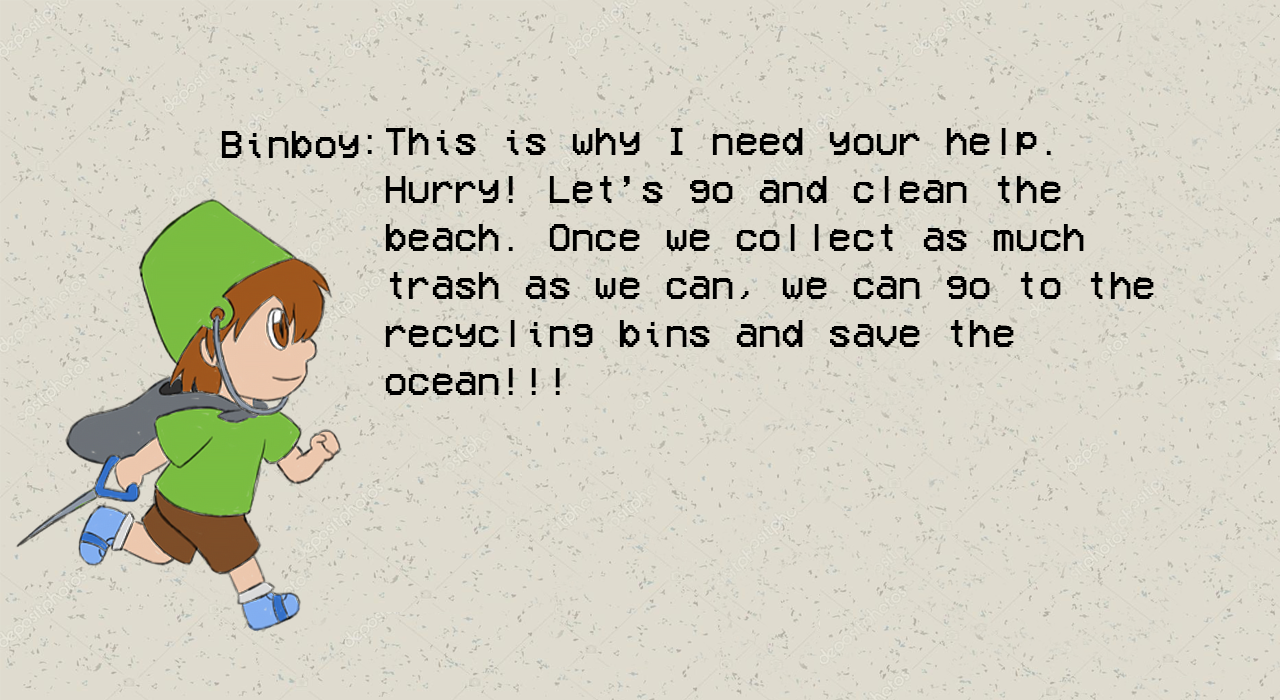 Binboy: This is why I need your help.
Hurry! Let's go and clean the
beach. Once we collect as much
trash as we can, we can go to the
recycling bins and save the
ocean!!!
depositphotos